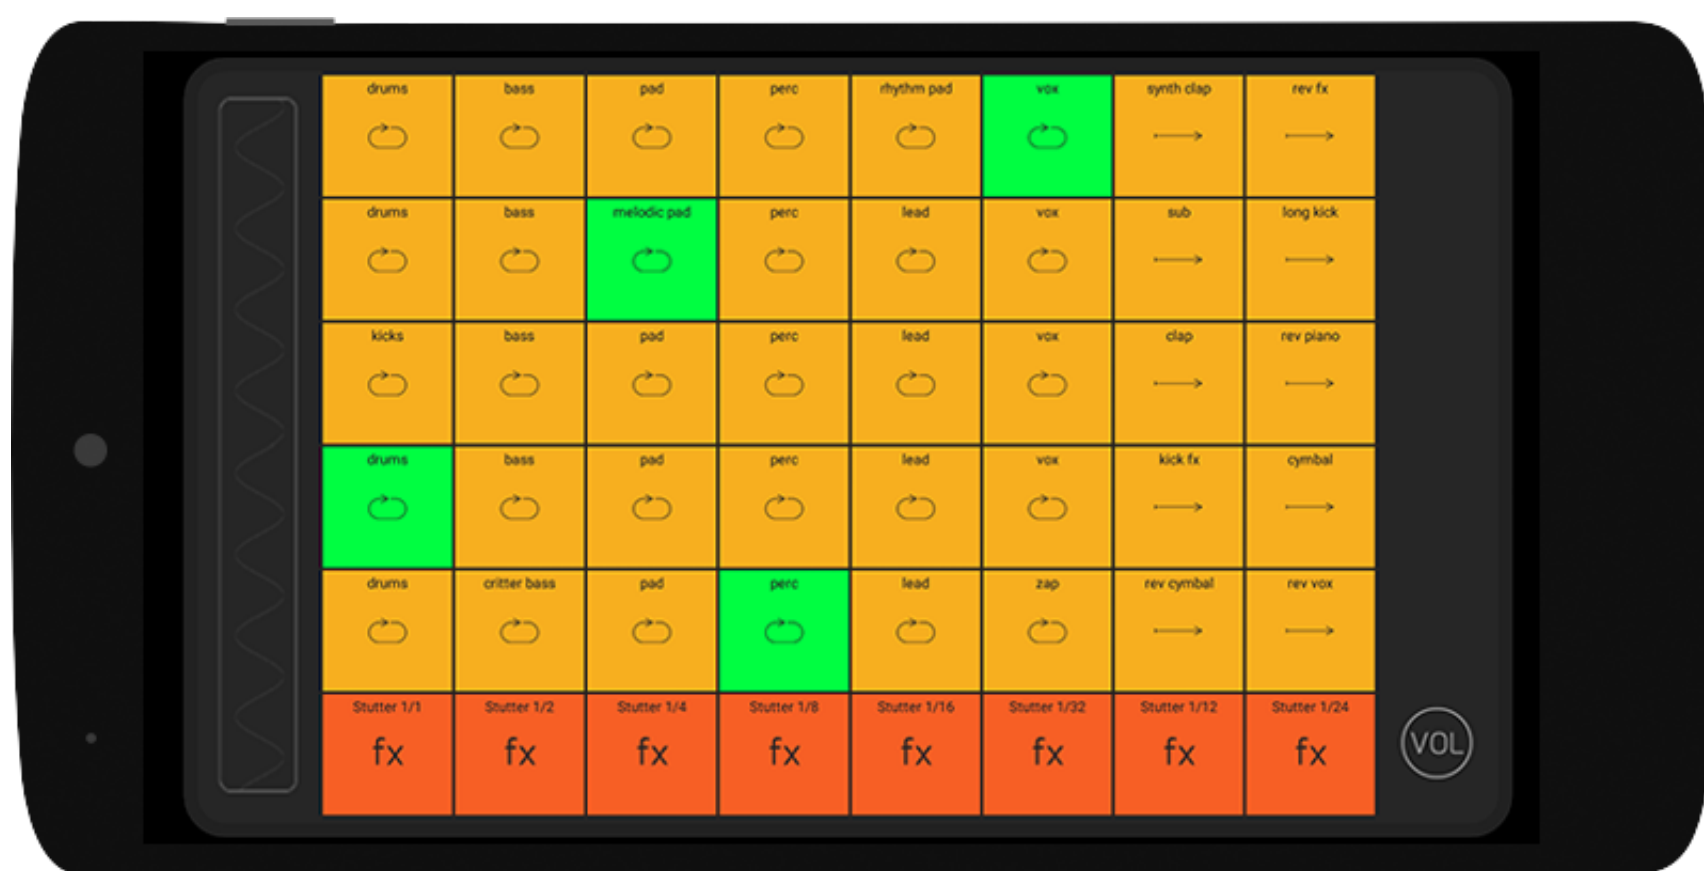 drums bass pad perc rhythm pad vox synth clap rev fx
drums bass melodic pad perc lead vox sub long kick
kicks bass pad perc lead vox clap rev piano
drums bass pad perc lead vox kick fx cymbal
drums critter bass pad perc lead zap rev cymbal rev vox
Stutter 1/1 Stutter 1/2 Stutter 1/4 Stutter 1/8 Stutter 1/16 Stutter 1/32 Stutter 1/12 Stutter 1/24
fx fx fx fx fx fx fx fx
VOL